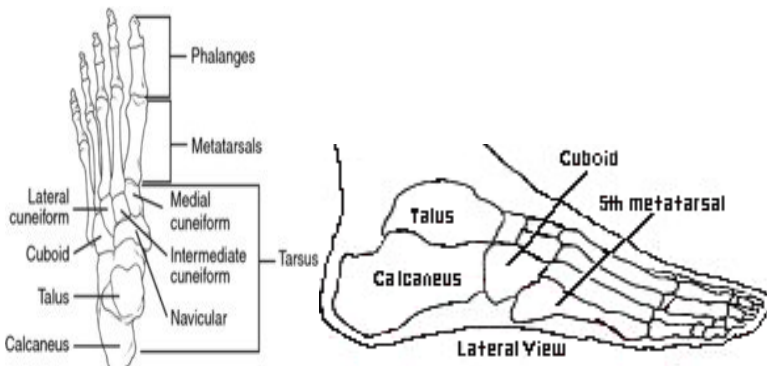 Phalanges
Metatarsals
Lateral
cuneiform
Medial
cuneiform
Cuboid
Intermediate
cuneiform
Tarsus
Talus
Navicular
Calcaneus
Cuboid
5th metatarsal
Talus
Calcaneus
Lateral View